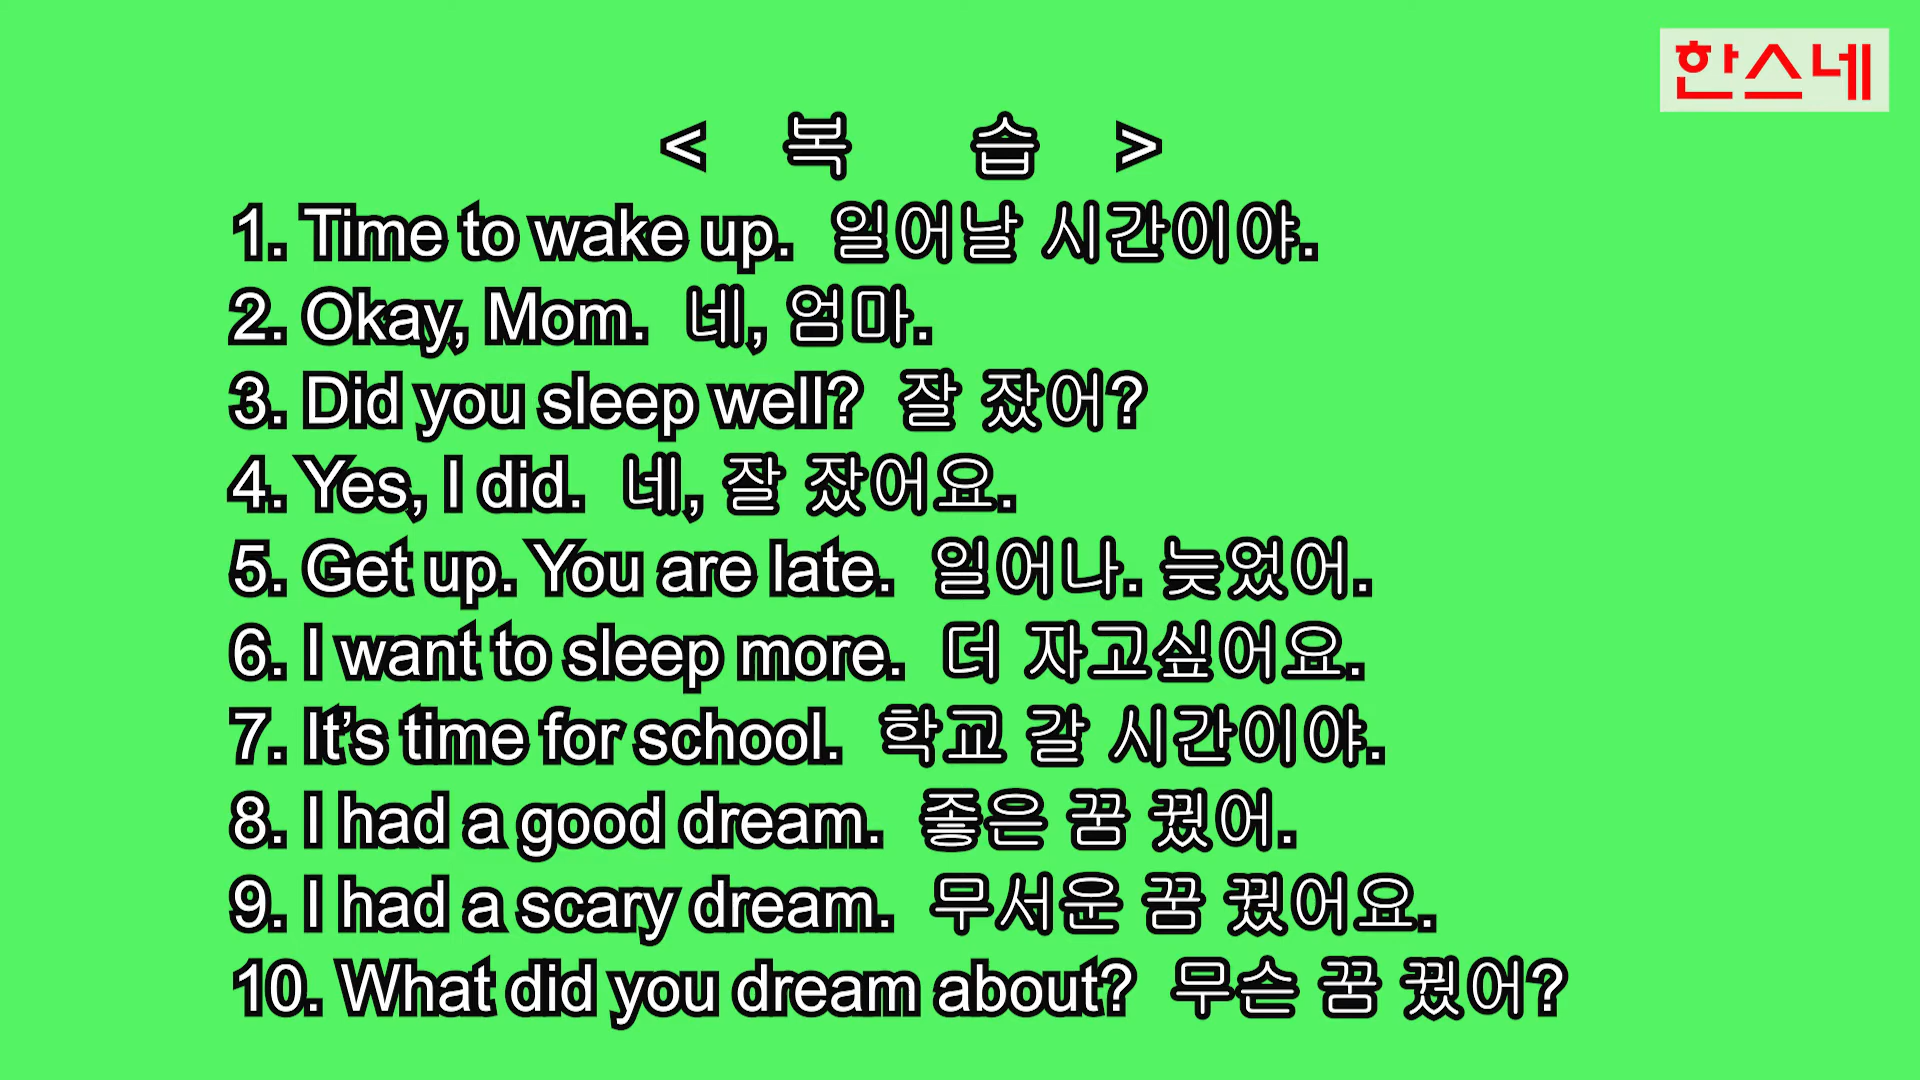 한스네
< 복 습 >
1. Time to wake up. 일어날 시간이야.
2. Okay, Mom. 네, 엄마.
3. Did you sleep well? 잘 잤어?
4. Yes, I did. 네, 잘 잤어요.
5. Get up. You are late. 일어나. 늦었어.
6. I want to sleep more. 더 자고싶어요.
7. It’s time for school. 학교 갈 시간이야.
8. I had a good dream. 좋은 꿈 꿨어.
9. I had a scary dream. 무서운 꿈 꿨어요.
10. What did you dream about? 무슨 꿈 꿨어?